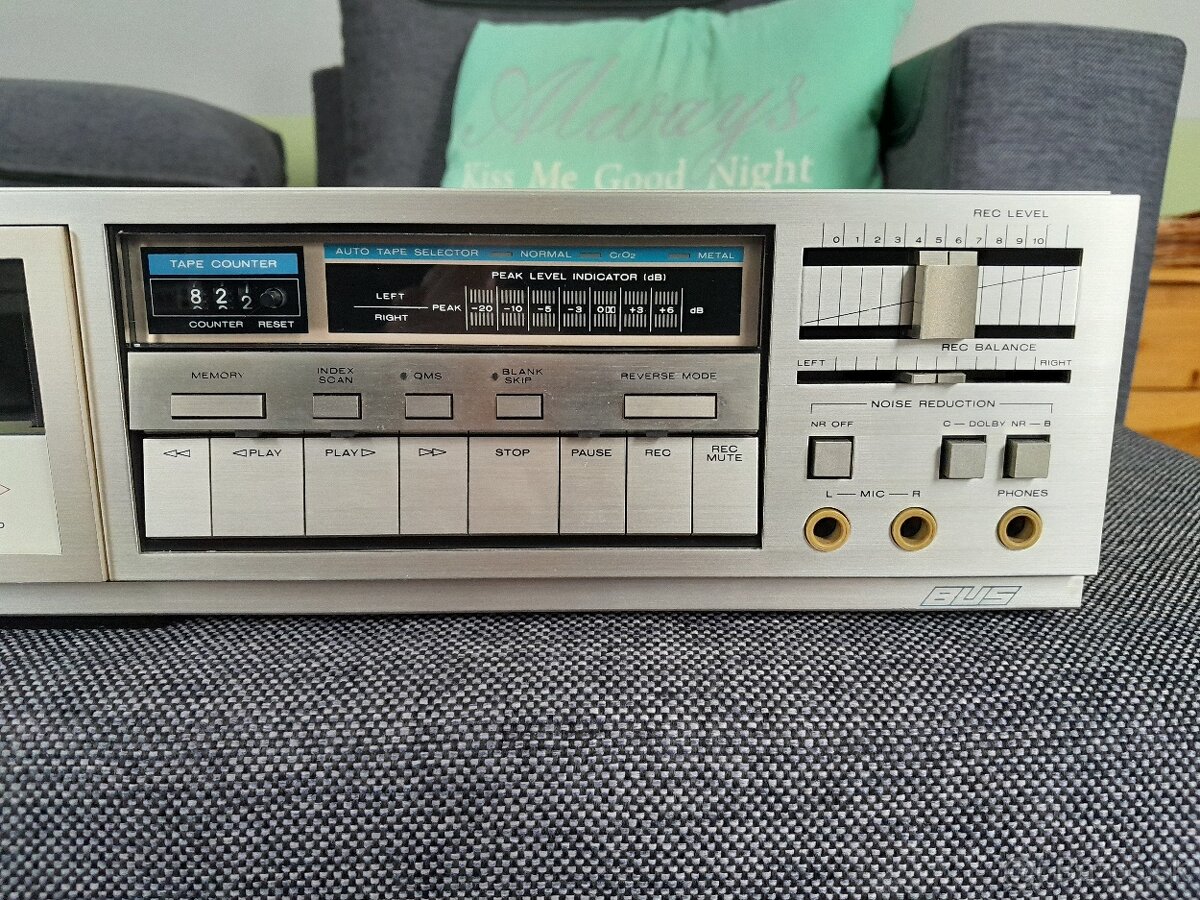 Always
Kiss Me Good Night
REC LEVEL
0 1 2 3 4 5 6 7 8 9 10
AUTO TAPE SELECTOR NORMAL CrO2 METAL
TAPE COUNTER
PEAK LEVEL INDICATOR (dB)
8 2 2
LEFT
PEAK -20 -10 -5 -3 0 +3 +6 dB
RIGHT
COUNTER RESET
REC BALANCE
LEFT RIGHT
MEMORY
INDEX
SCAN
QMS
BLANK
SKIP
REVERSE MODE
NOISE REDUCTION
NR OFF
C — DOLBY NR — B
◁◁ ◁PLAY PLAY▷ ▷▷ STOP PAUSE REC REC
MUTE
L — MIC — R
PHONES
BUS